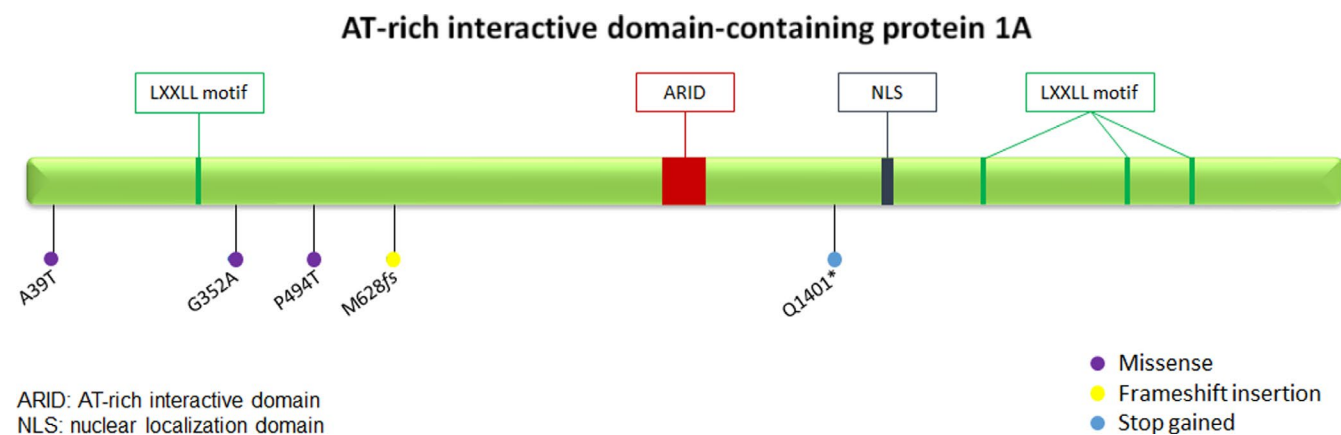 AT-rich interactive domain-containing protein 1A
LXXLL motif
ARID
NLS
LXXLL motif
A39T
G352A
P494T
M628fs
Q1401*
Missense
Frameshift insertion
Stop gained
ARID: AT-rich interactive domain
NLS: nuclear localization domain